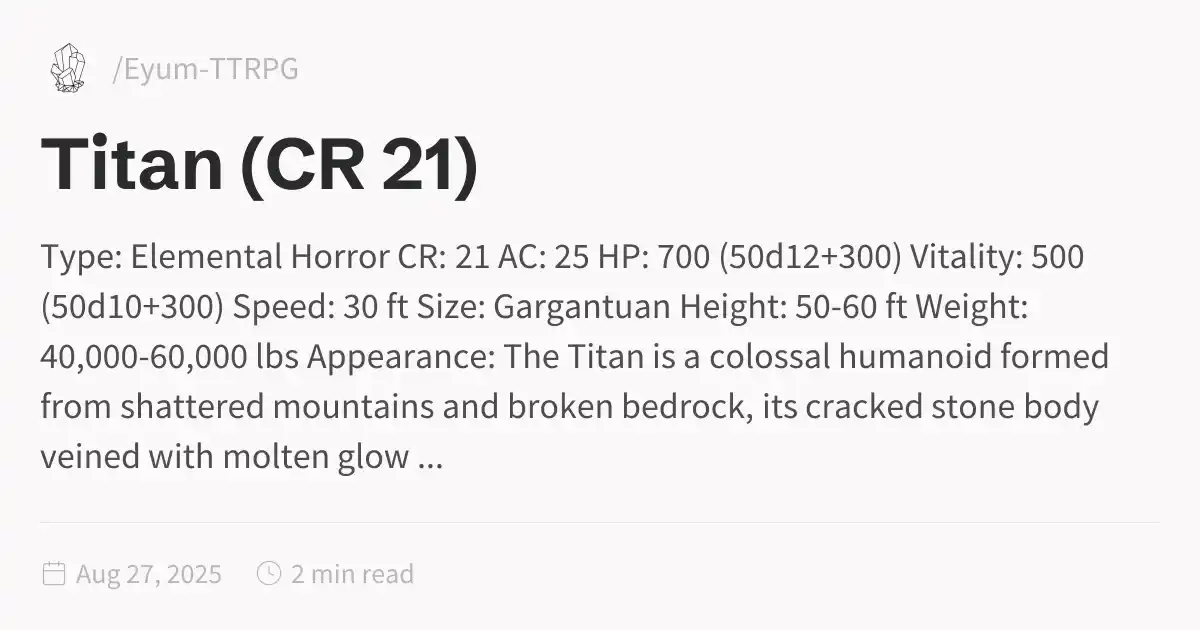 /Eyum-TTRPG
Titan (CR 21)
Type: Elemental Horror CR: 21 AC: 25 HP: 700 (50d12+300) Vitality: 500
(50d10+300) Speed: 30 ft Size: Gargantuan Height: 50-60 ft Weight:
40,000-60,000 lbs Appearance: The Titan is a colossal humanoid formed
from shattered mountains and broken bedrock, its cracked stone body
veined with molten glow ...
Aug 27, 2025 2 min read